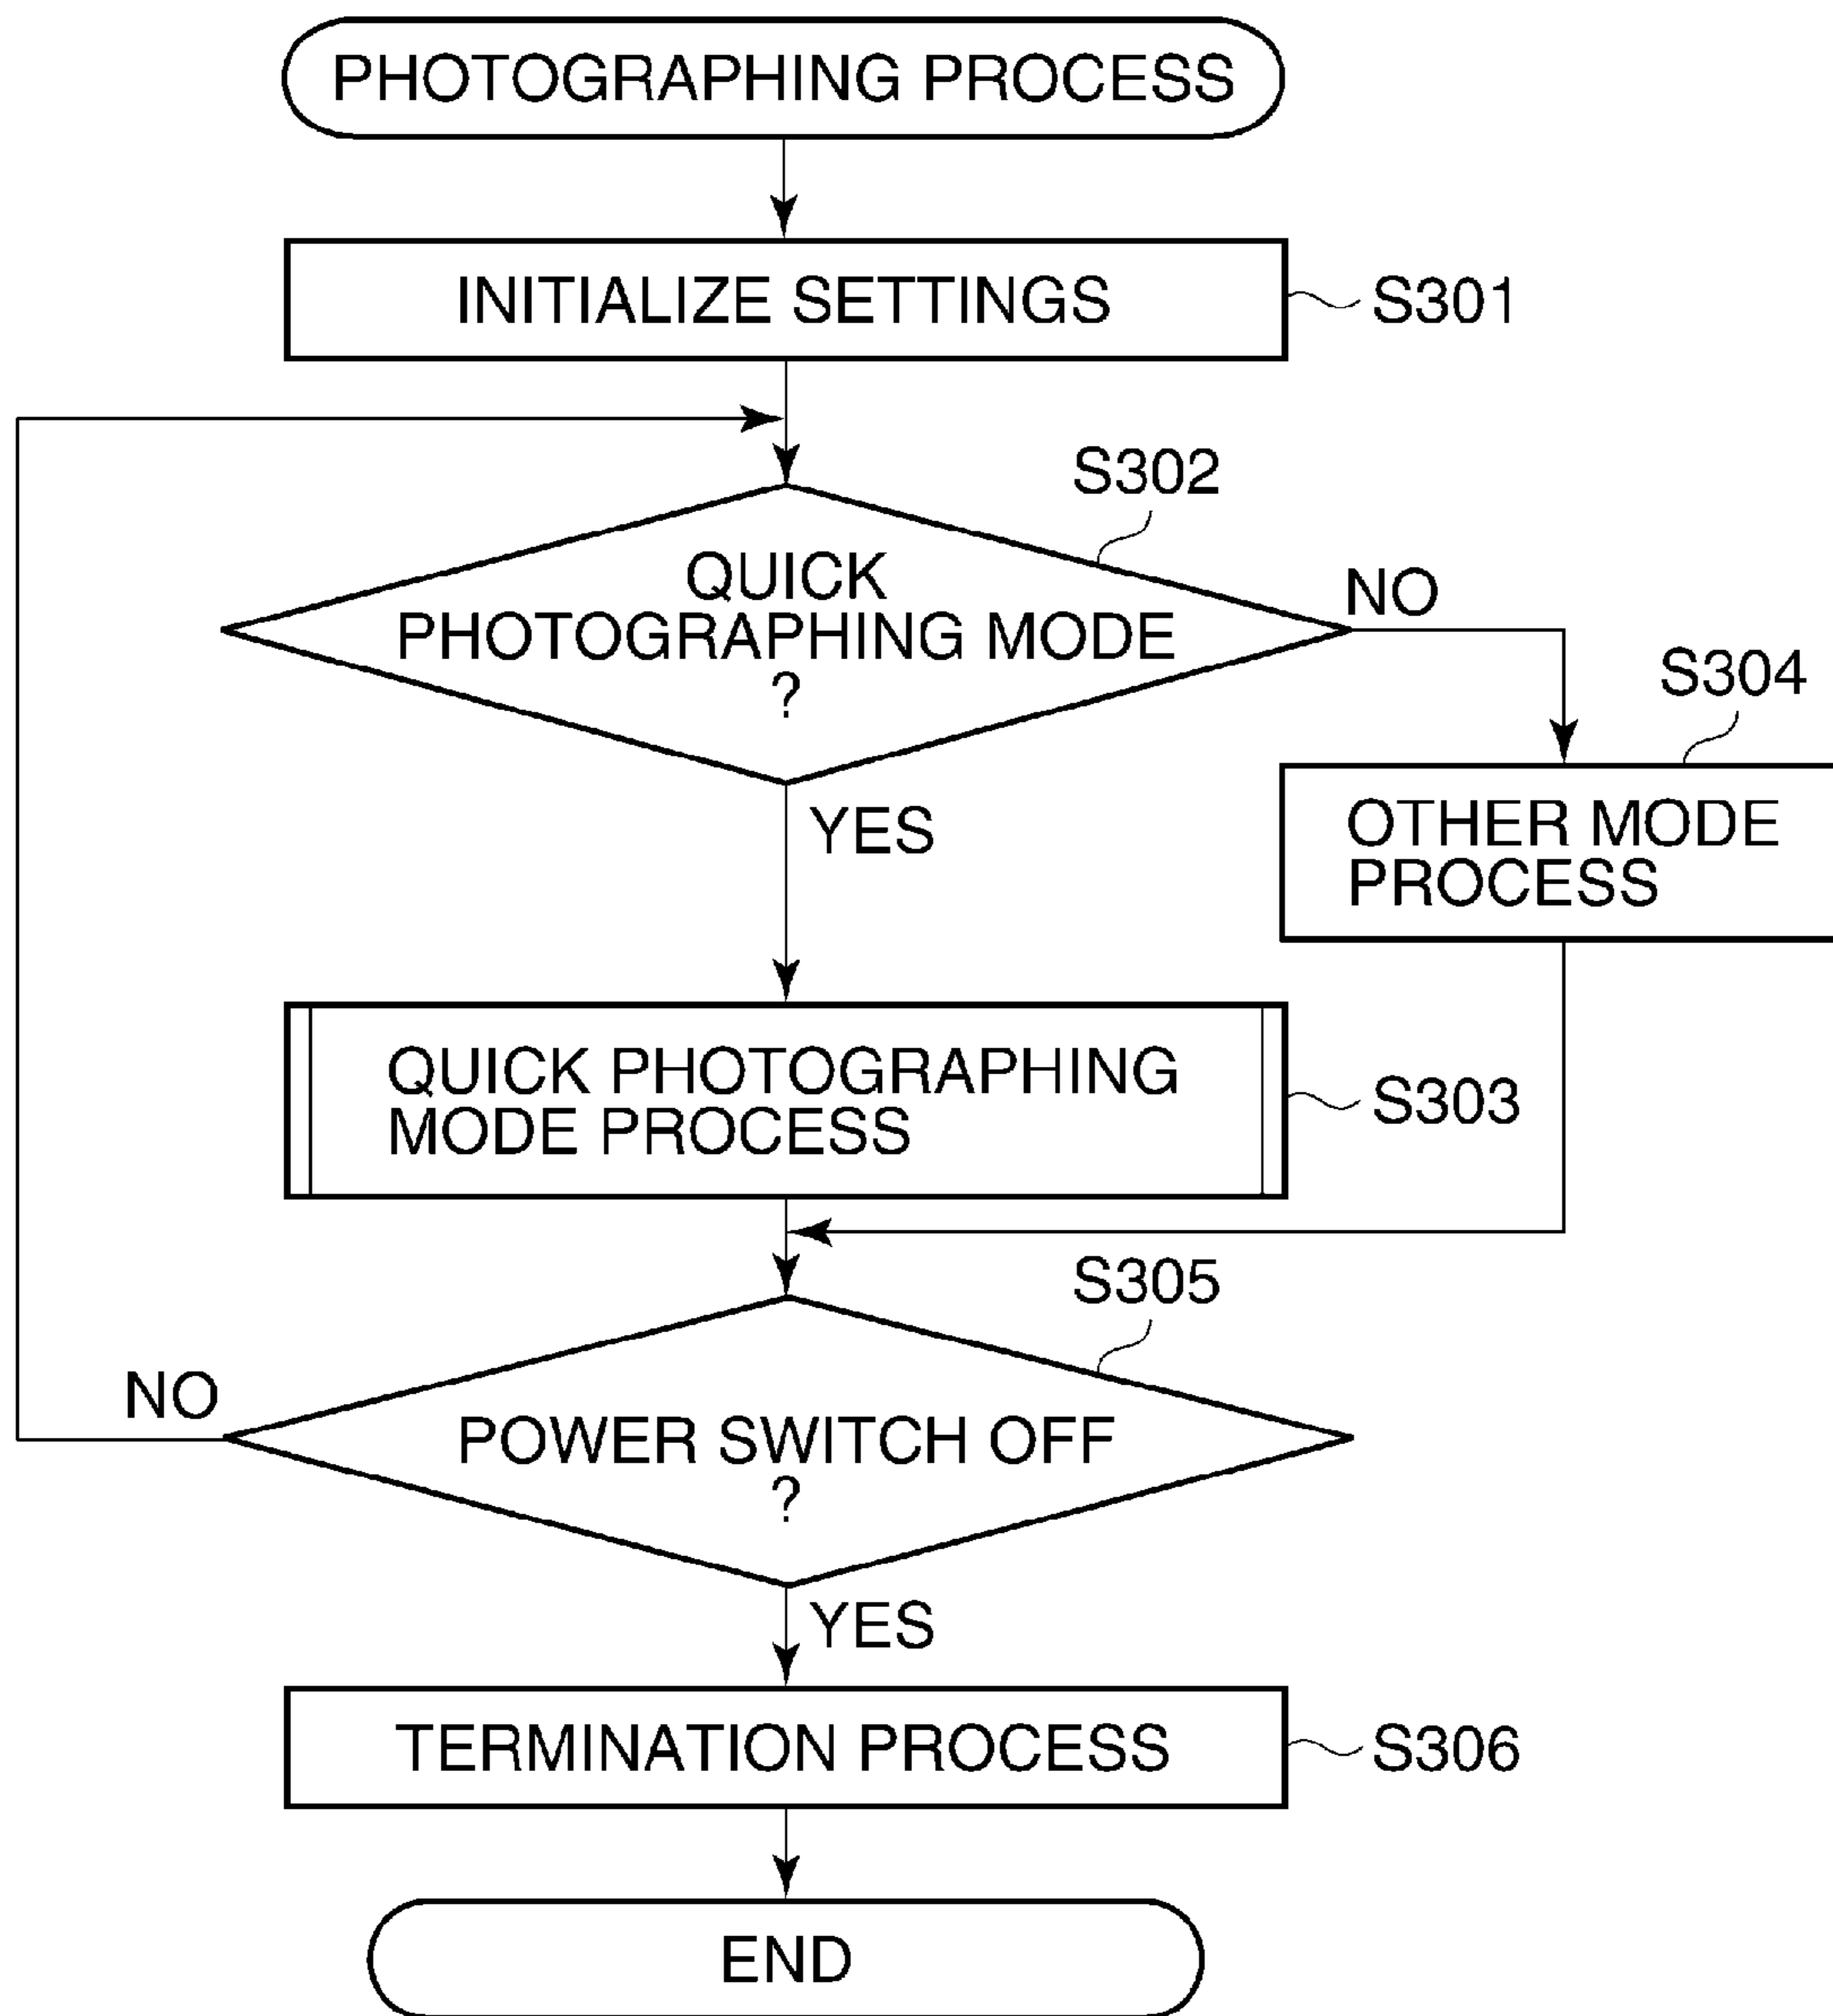 PHOTOGRAPHING PROCESS
INITIALIZE SETTINGS
S301
S302
QUICK
PHOTOGRAPHING MODE
?
NO
S304
YES
OTHER MODE
PROCESS
QUICK PHOTOGRAPHING
MODE PROCESS
S303
S305
NO
POWER SWITCH OFF
?
YES
TERMINATION PROCESS
S306
END